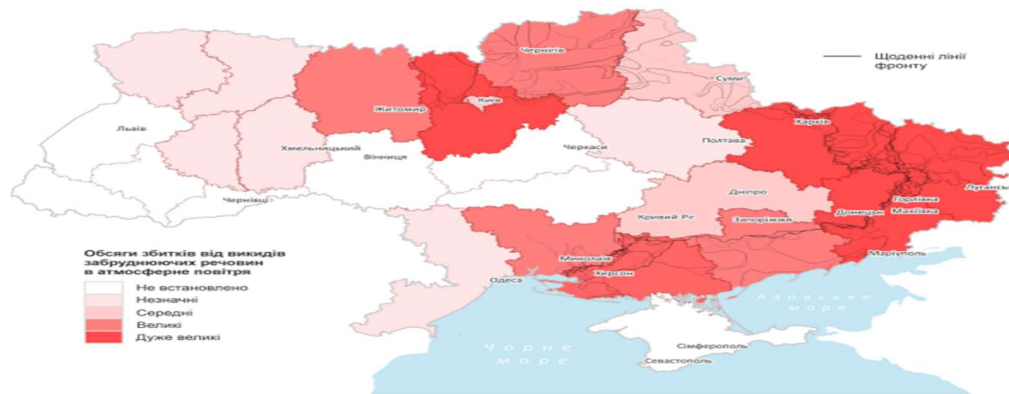 Чернігів
Щоденні лінії
фронту
Суми
Київ
Житомир
Харків
Львів
Полтава
Хмельницький
Черкаси
Вінниця
Луганськ
Дніпро
Чернівці
Горлівка
Кривий Ріг
Запоріжжя
Донецьк
Макіївка
Маріуполь
Миколаїв
Херсон
Одеса
Обсяги збитків від викидів
забруднюючих речовин
в атмосферне повітря
Не встановлено
Незначні
Середні
Великі
Дуже великі
Азовське
море
Чорне
море
Сімферополь
Севастополь